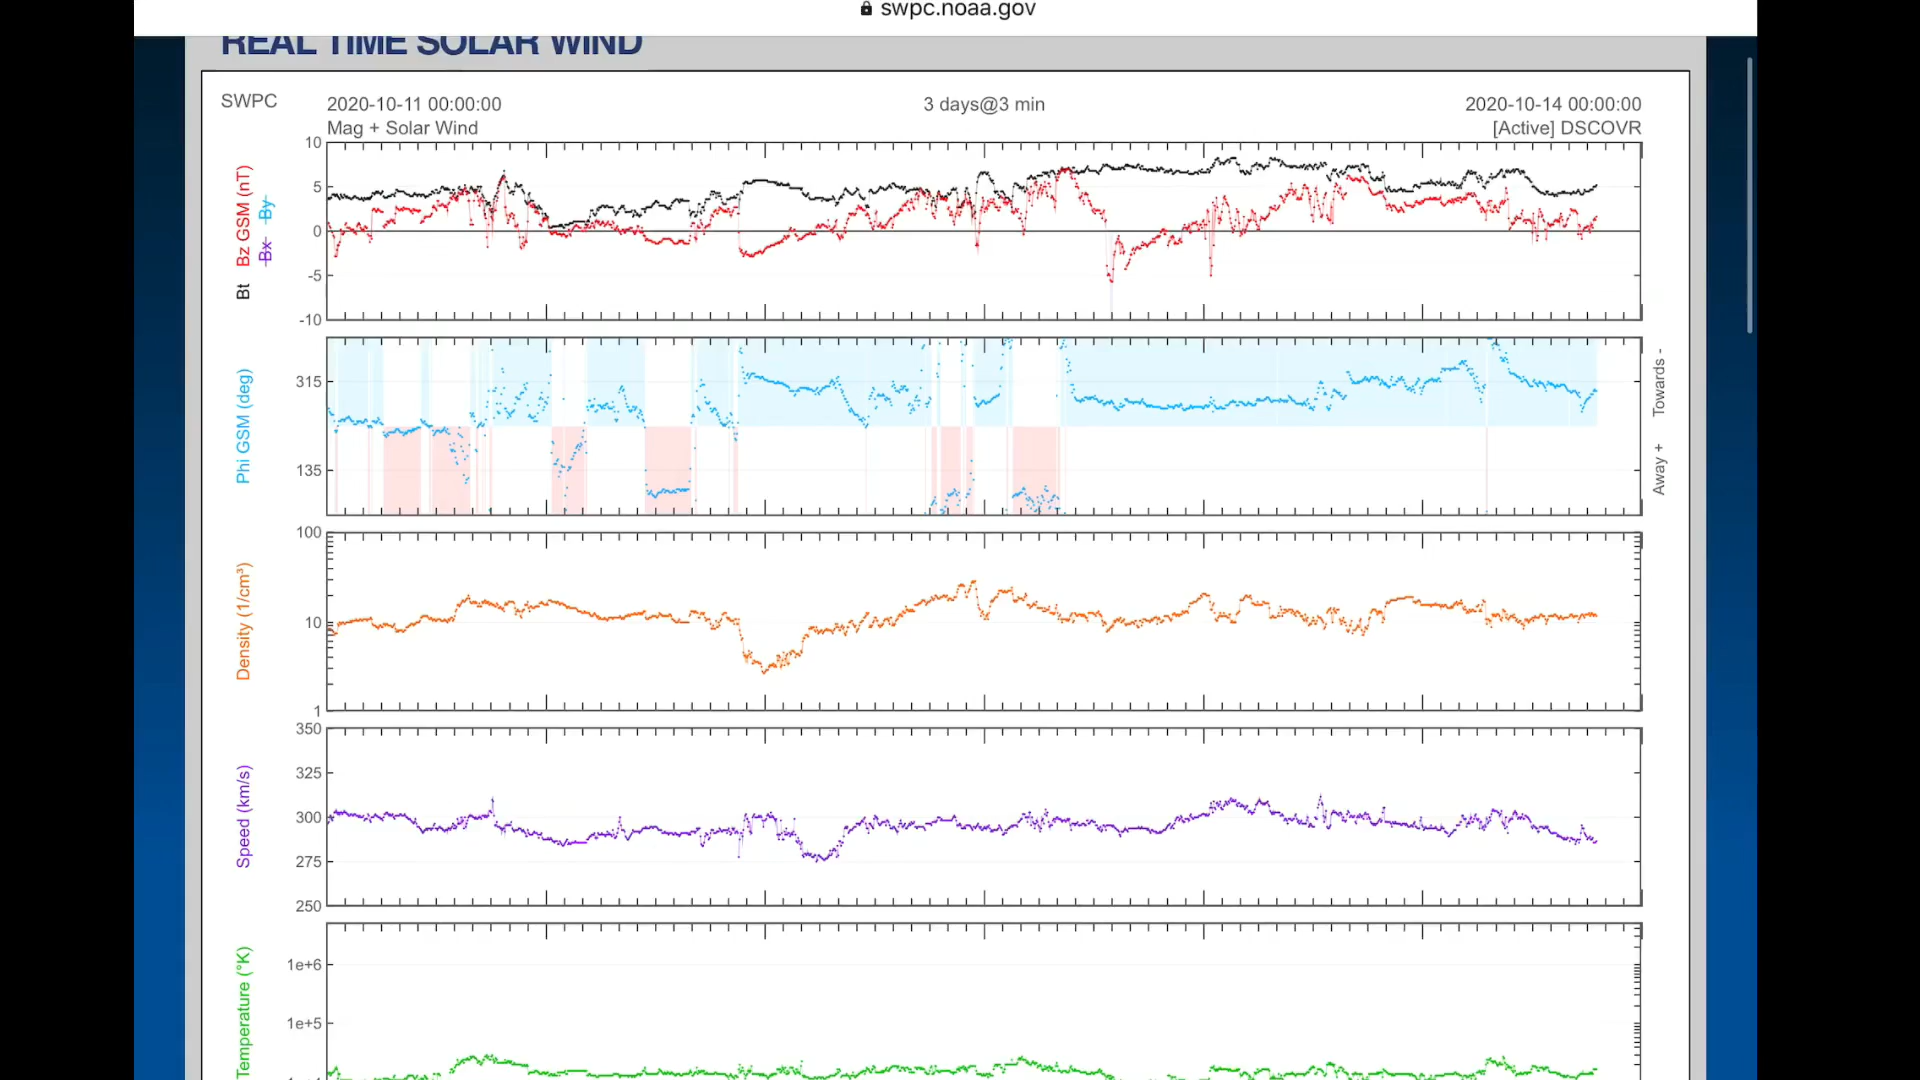 swpc.noaa.gov
REAL TIME SOLAR WIND
SWPC
2020-10-11 00:00:00
3 days@3 min
2020-10-14 00:00:00
Mag + Solar Wind
[Active] DSCOVR
Bt Bz GSM (nT)
Bx By
10
5
0
-5
-10
Phi GSM (deg)
315
135
Towards -
Away +
Density (1/cm³)
100
10
1
Speed (km/s)
350
325
300
275
250
Temperature (°K)
1e+6
1e+5